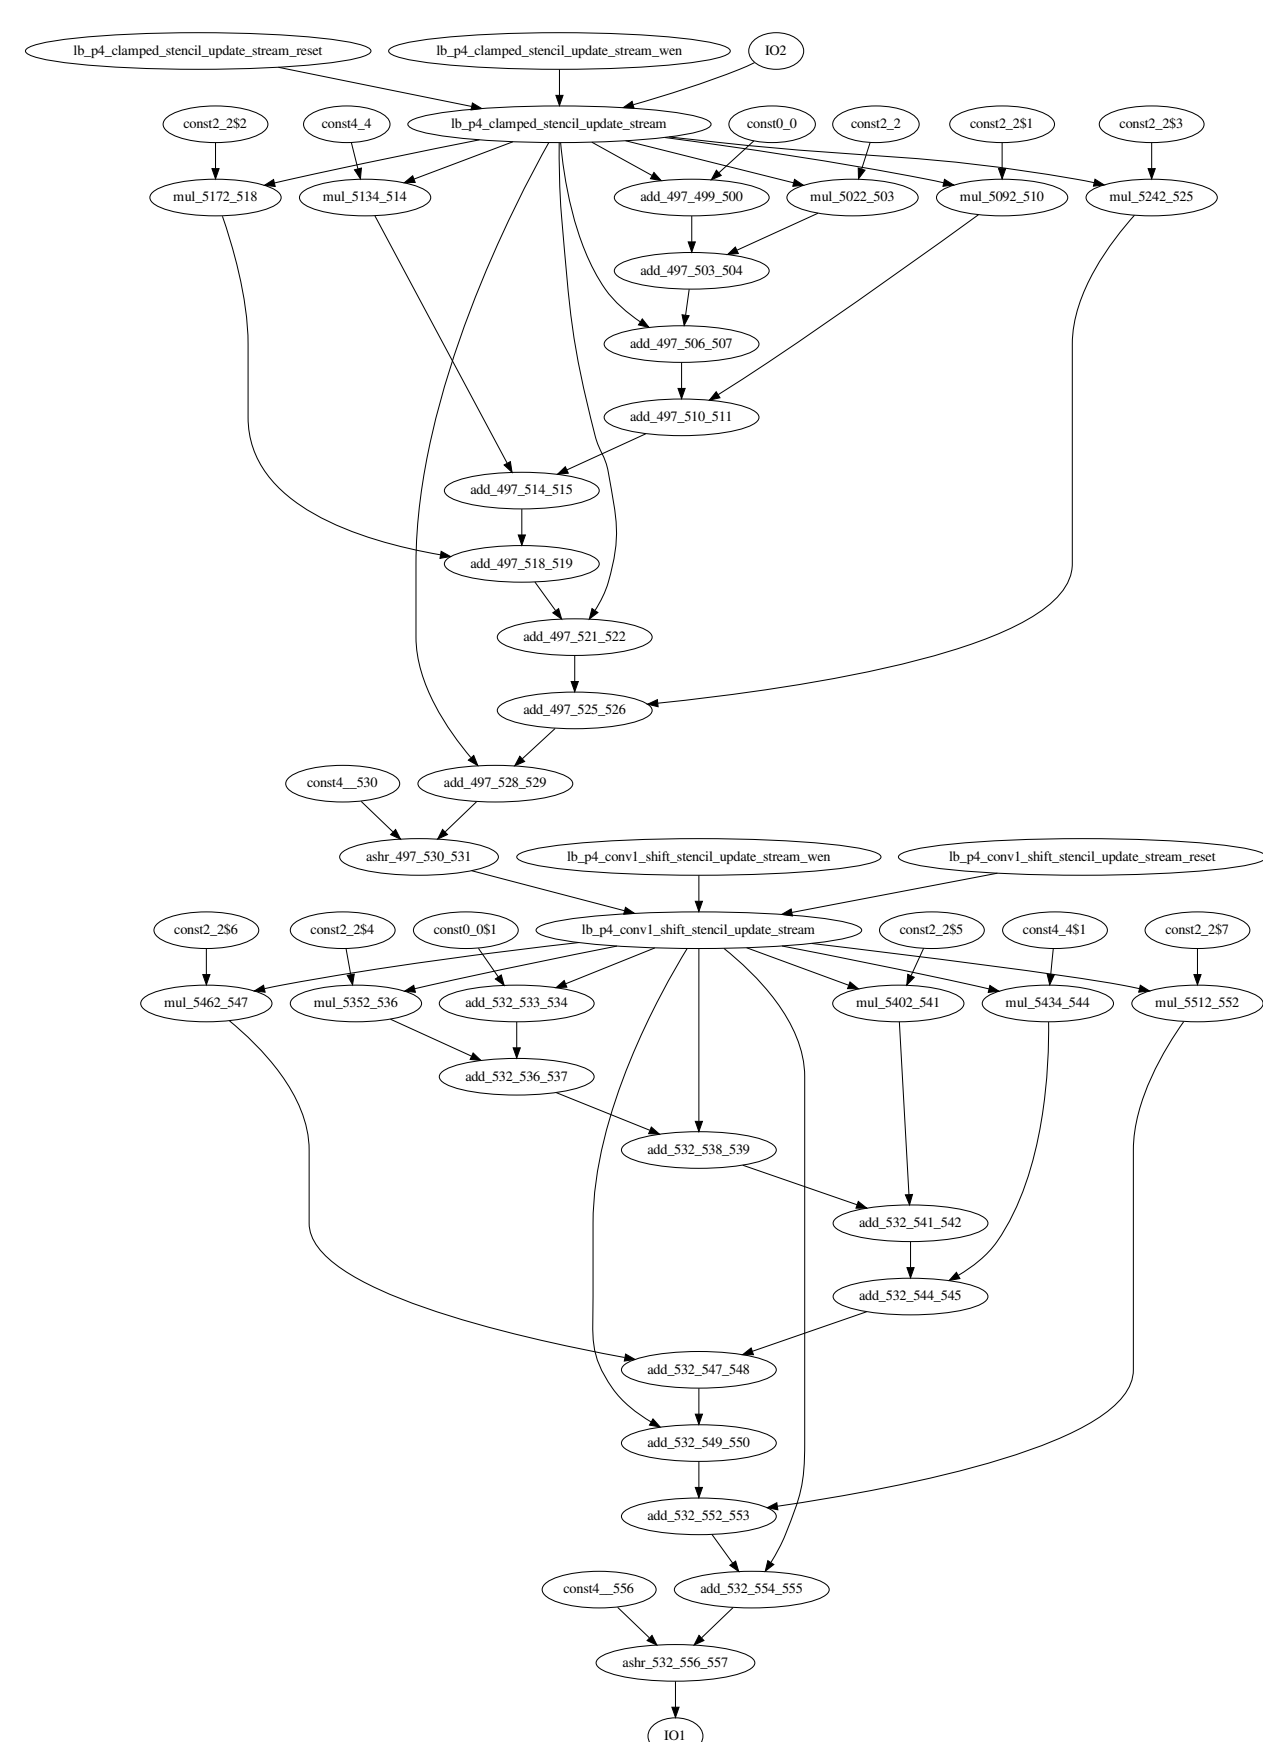 lb_p4_clamped_stencil_update_stream_reset
lb_p4_clamped_stencil_update_stream_wen
IO2
const2_2$2
const4_4
lb_p4_clamped_stencil_update_stream
const0_0
const2_2
const2_2$1
const2_2$3
mul_5172_518
mul_5134_514
add_497_499_500
mul_5022_503
mul_5092_510
mul_5242_525
add_497_503_504
add_497_506_507
add_497_510_511
add_497_514_515
add_497_518_519
add_497_521_522
add_497_525_526
const4__530
add_497_528_529
ashr_497_530_531
lb_p4_conv1_shift_stencil_update_stream_wen
lb_p4_conv1_shift_stencil_update_stream_reset
const2_2$6
const2_2$4
const0_0$1
lb_p4_conv1_shift_stencil_update_stream
const2_2$5
const4_4$1
const2_2$7
mul_5462_547
mul_5352_536
add_532_533_534
mul_5402_541
mul_5434_544
mul_5512_552
add_532_536_537
add_532_538_539
add_532_541_542
add_532_544_545
add_532_547_548
add_532_549_550
add_532_552_553
const4__556
add_532_554_555
ashr_532_556_557
IO1